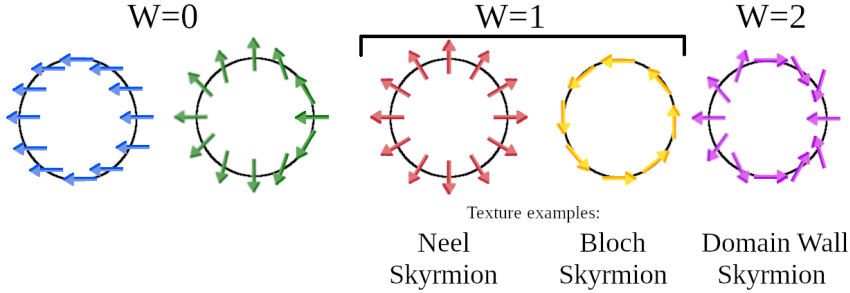 W=0
W=1
W=2
Texture examples:
Neel
Skyrmion
Bloch
Skyrmion
Domain Wall
Skyrmion